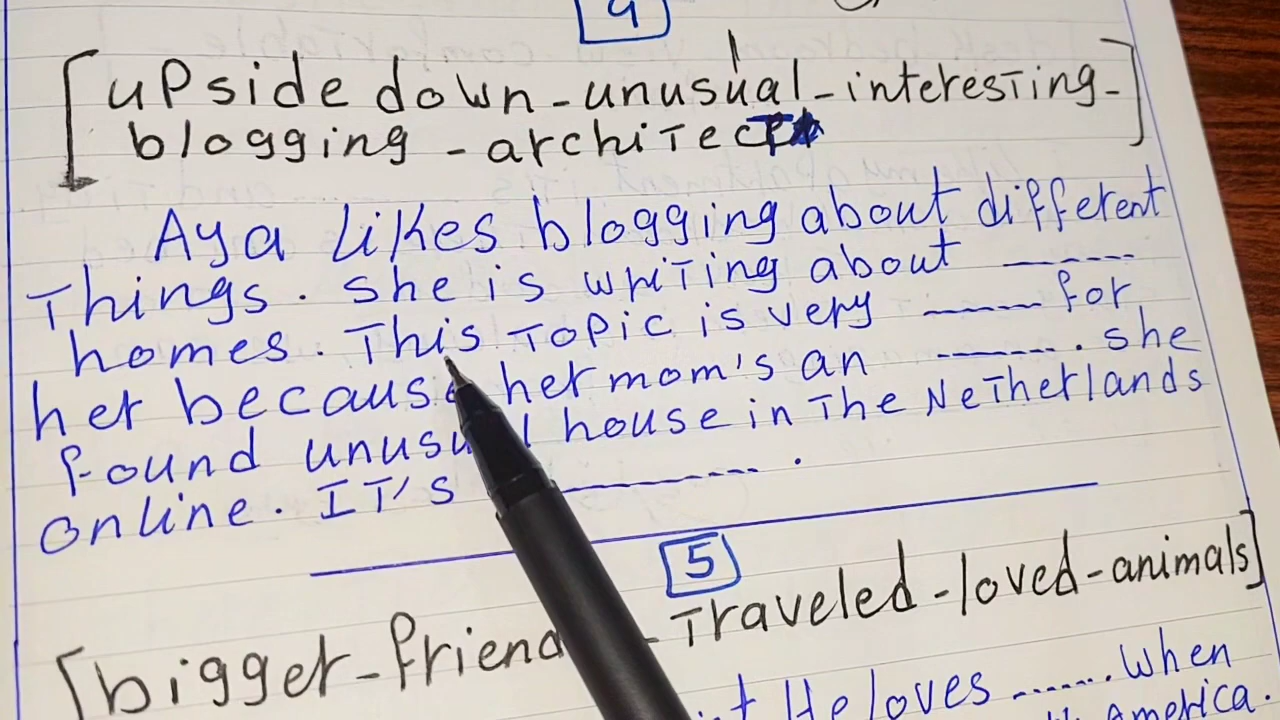 4
[upside down - unusual - interesting -
blogging - architect]
Aya likes blogging about different
Things. she is writing about -------
homes. This Topic is very ------ for
her because her mom's an -------. she
found unusual house in The Netherlands
online. IT's --------.
5
[bigger - friend - Traveled - loved - animals]
He loves ...... when
America.